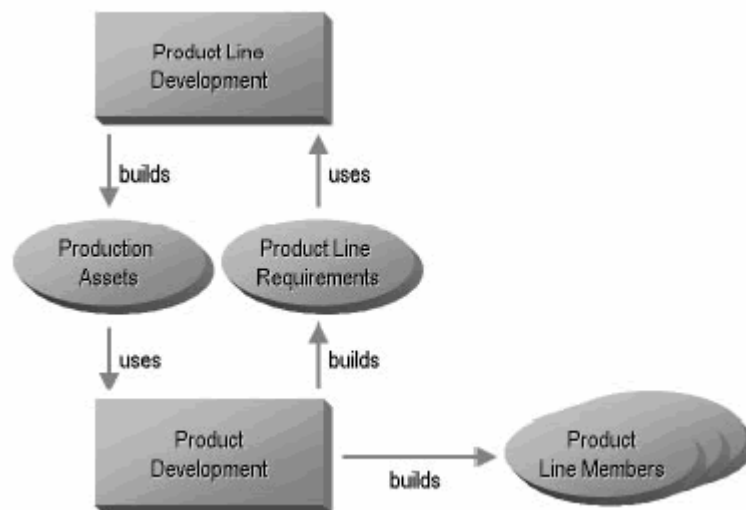 Product Line
Development
builds
uses
Production
Assets
Product Line
Requirements
uses
builds
Product
Development
builds
Product
Line Members